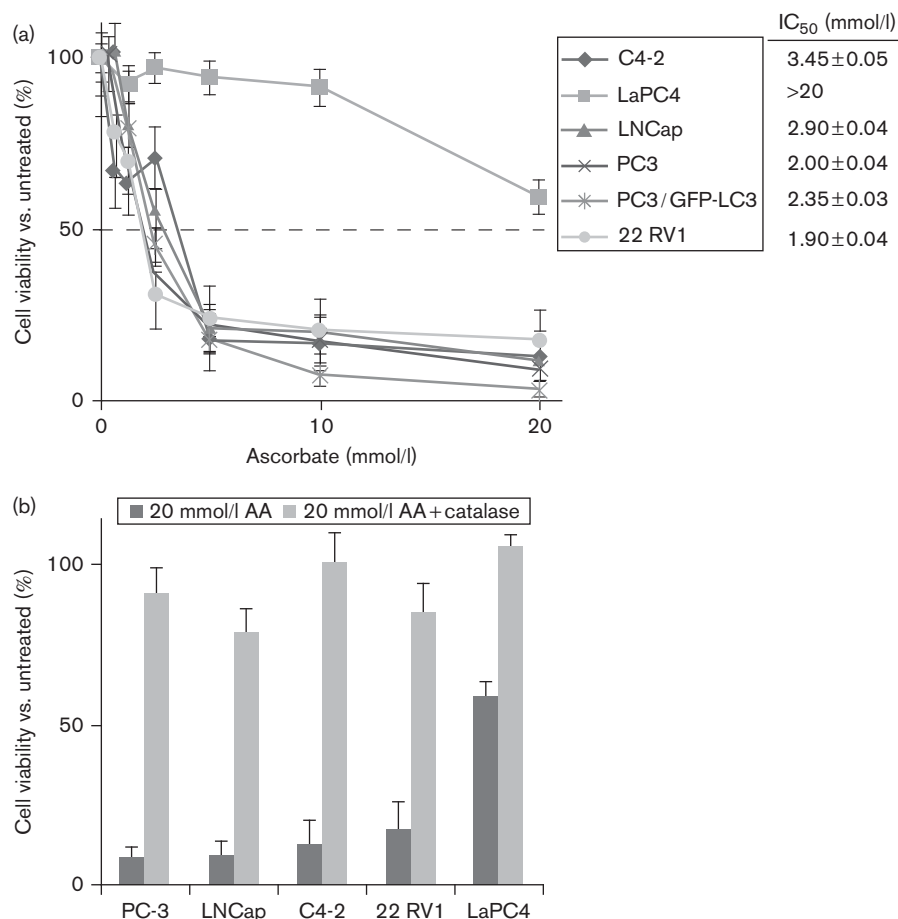 (a)
100
50
0
Cell viability vs. untreated (%)
0 10 20
Ascorbate (mmol/l)
IC50 (mmol/l)
C4-2 3.45±0.05
LaPC4 >20
LNCap 2.90±0.04
PC3 2.00±0.04
PC3/GFP-LC3 2.35±0.03
22 RV1 1.90±0.04
(b)
20 mmol/l AA 20 mmol/l AA+catalase
100
50
0
Cell viability vs. untreated (%)
PC-3 LNCap C4-2 22 RV1 LaPC4